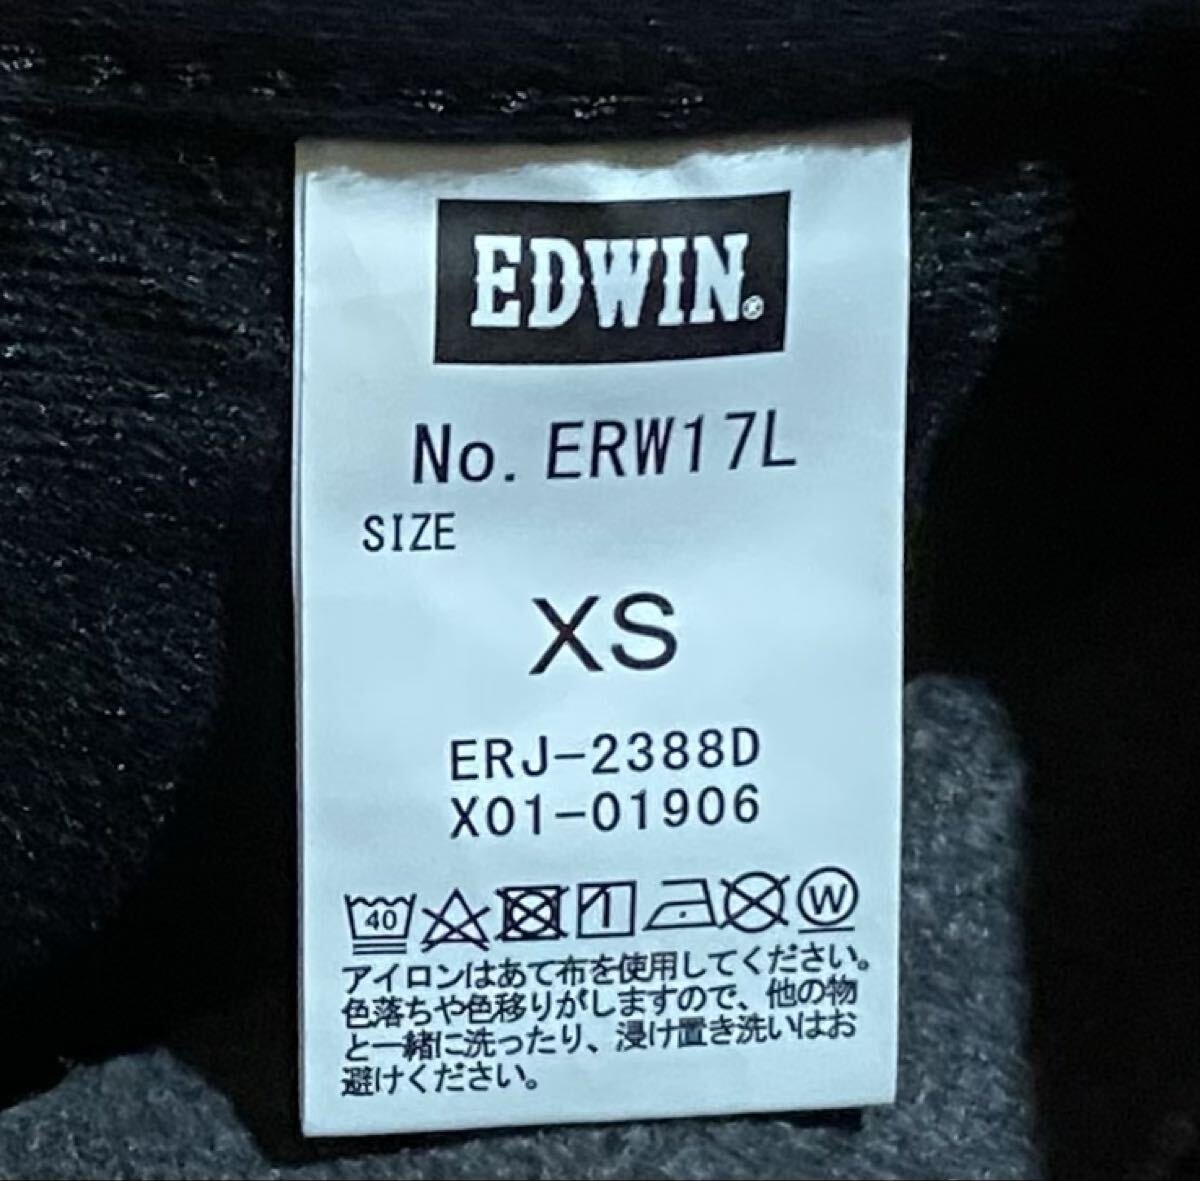 EDWIN®
No. ERW17L
SIZE
XS
ERJ-2388D
X01-01906
40 W
アイロンはあて布を使用してください。
色落ちや色移りがしますので、他の物
と一緒に洗ったり、浸け置き洗いはお
避けください。